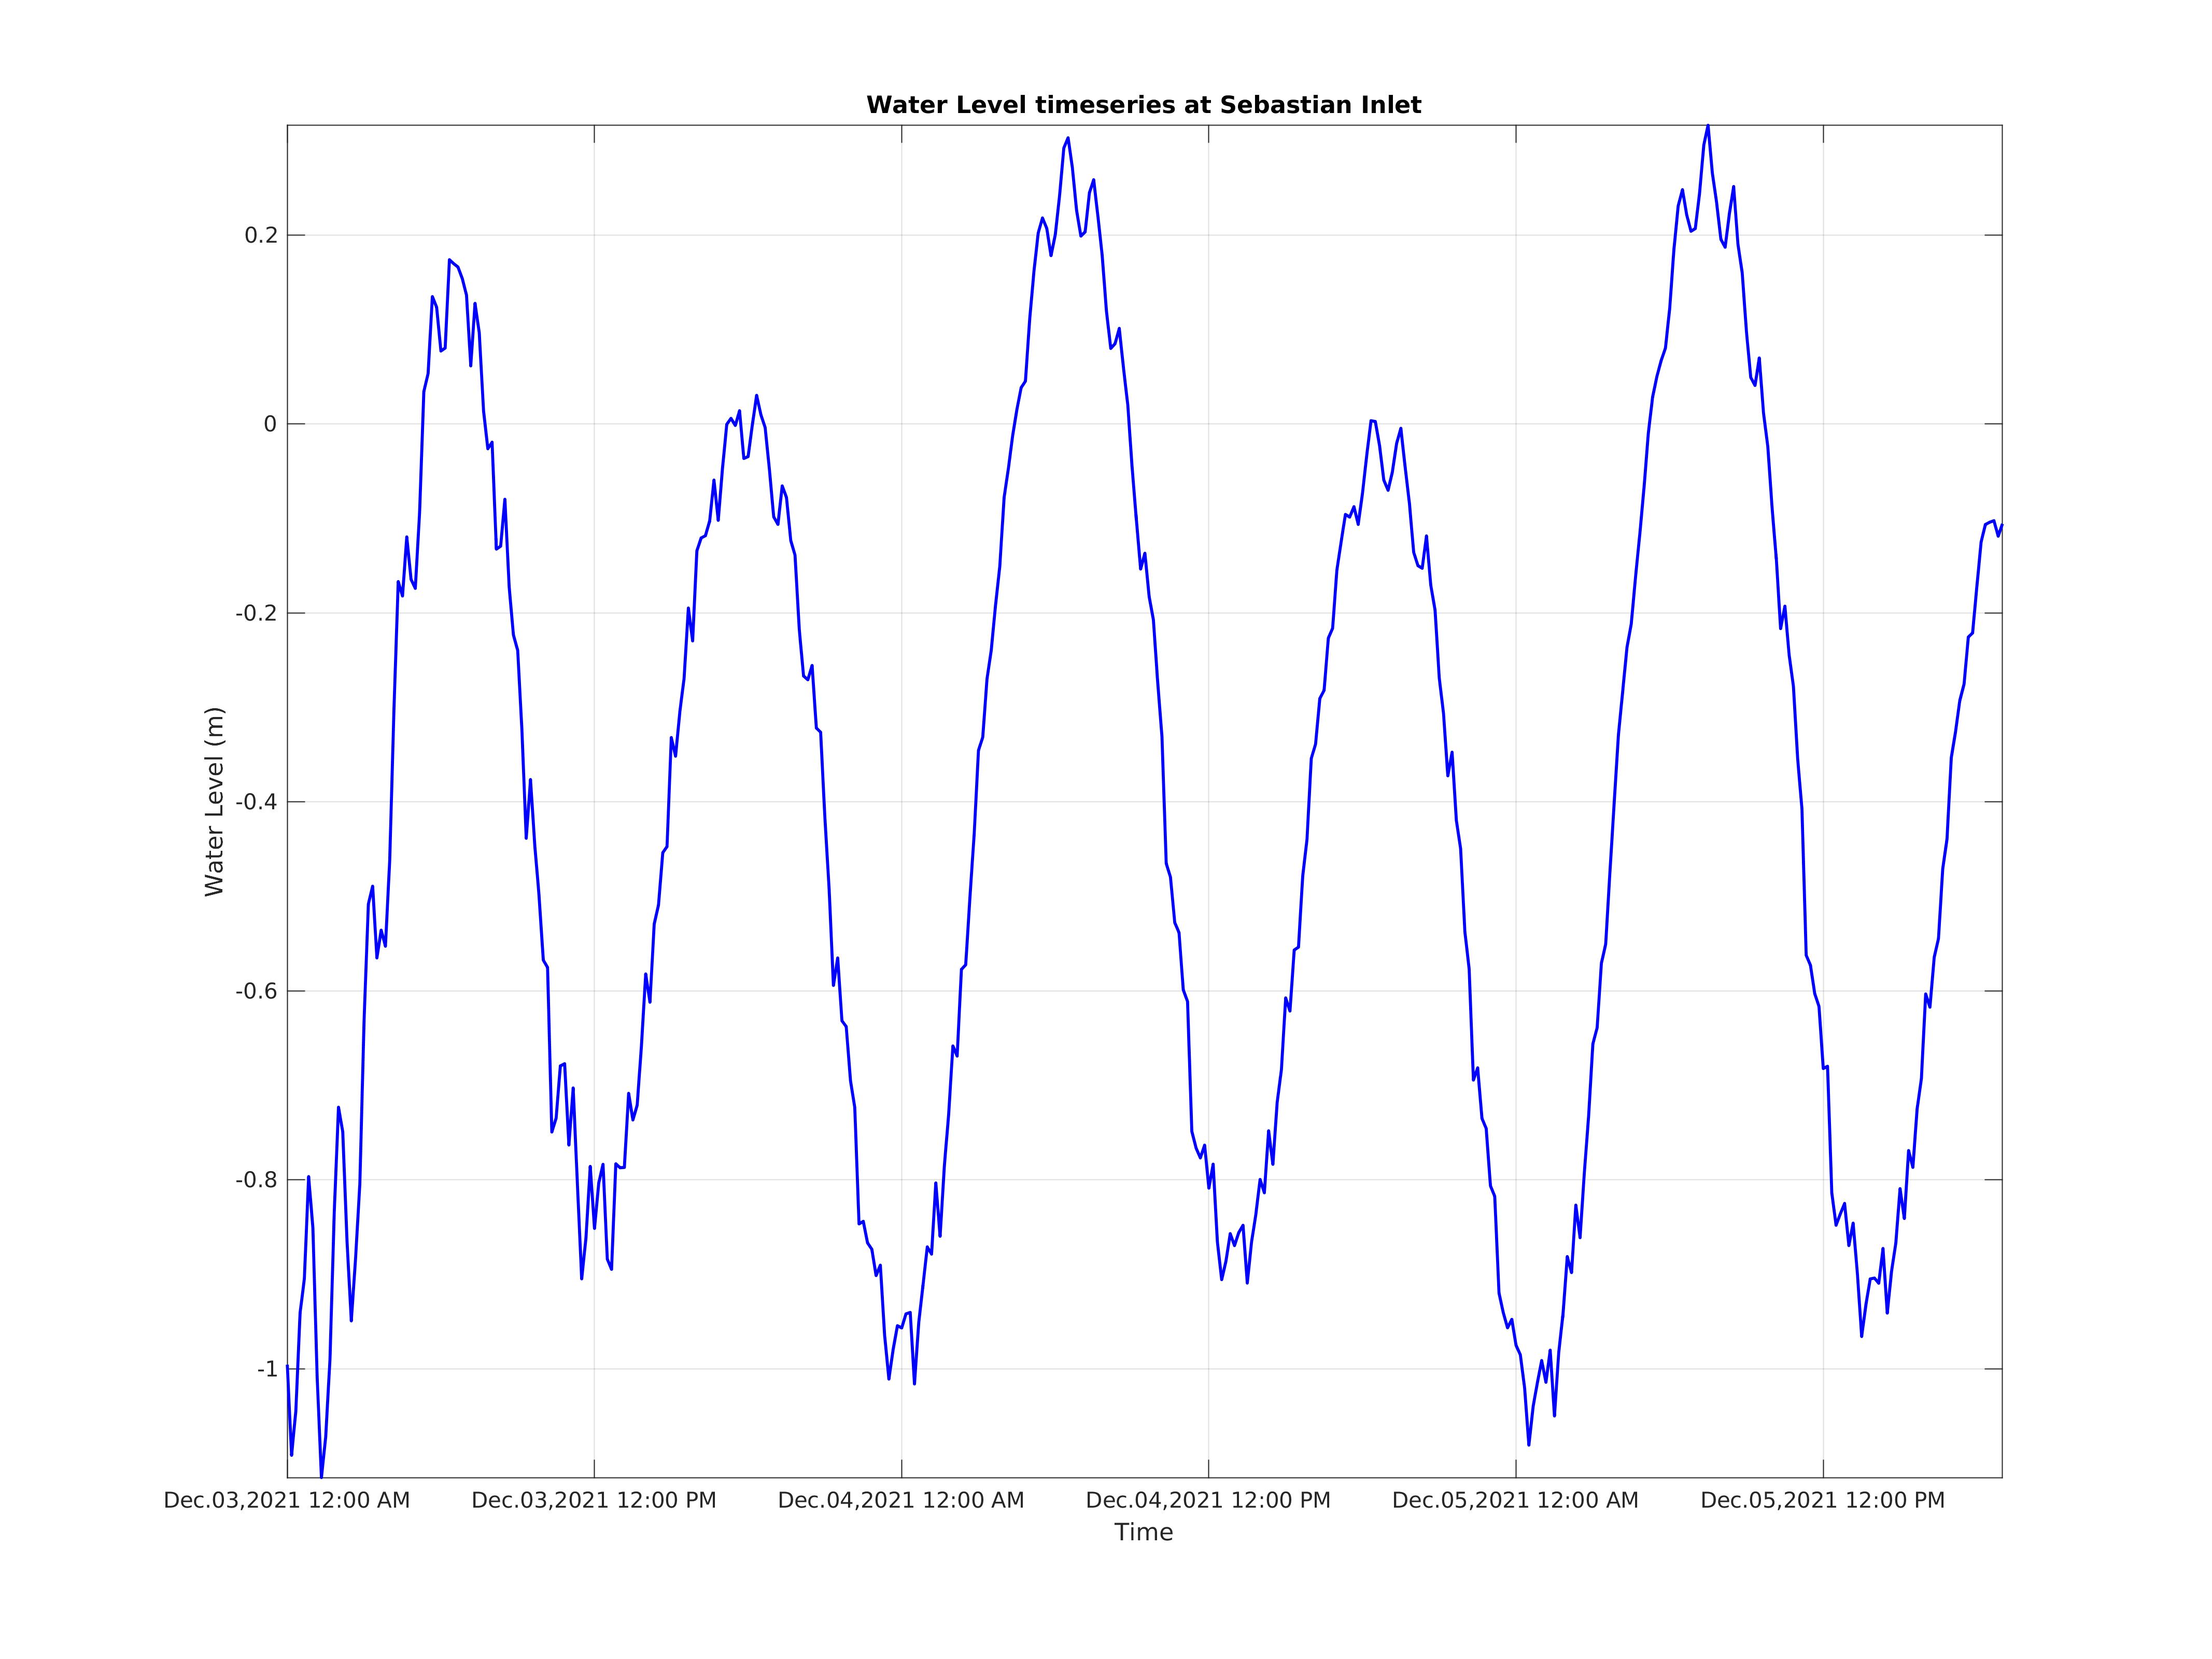 Water Level timeseries at Sebastian Inlet
0.2
0
-0.2
-0.4
-0.6
-0.8
-1
Water Level (m)
Dec.03,2021 12:00 AM
Dec.03,2021 12:00 PM
Dec.04,2021 12:00 AM
Dec.04,2021 12:00 PM
Dec.05,2021 12:00 AM
Dec.05,2021 12:00 PM
Time